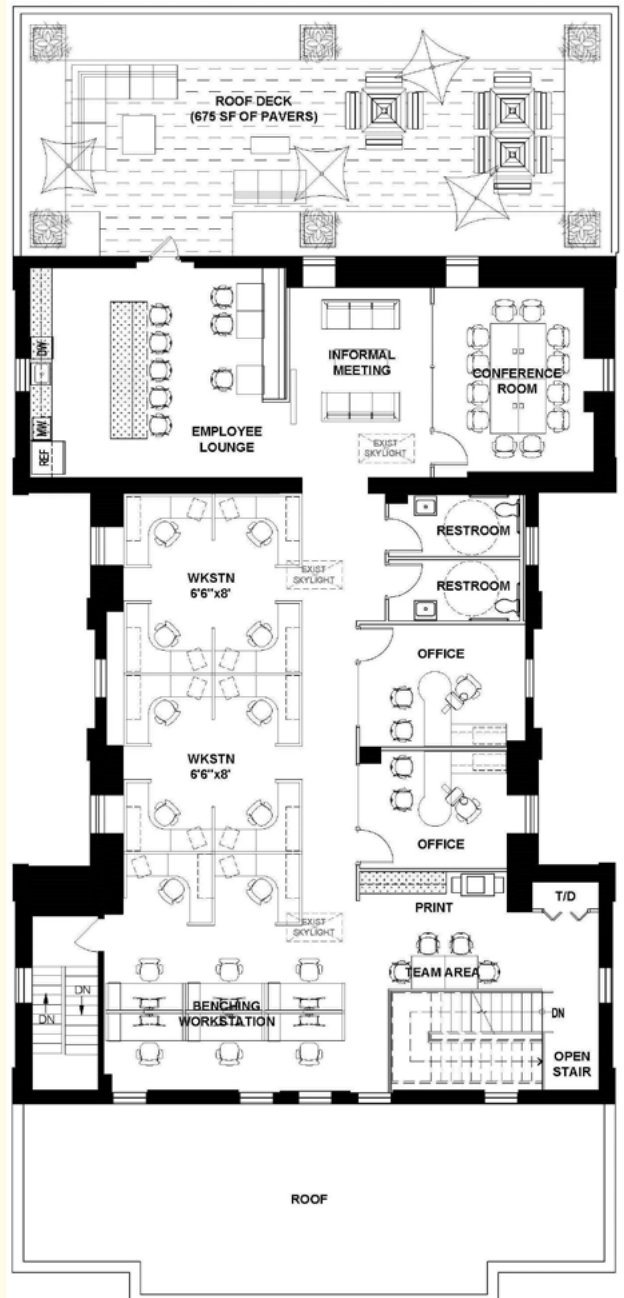 ROOF DECK
(675 SF OF PAVERS)
DW
MW
REF
EMPLOYEE
LOUNGE
INFORMAL
MEETING
EXIST
SKYLIGHT
CONFERENCE
ROOM
RESTROOM
RESTROOM
WKSTN
6'6"x8'
EXIST
SKYLIGHT
OFFICE
WKSTN
6'6"x8'
OFFICE
PRINT
T/D
EXIST
SKYLIGHT
TEAM AREA
DN
DN
BENCHING
WORKSTATION
DN
OPEN
STAIR
ROOF